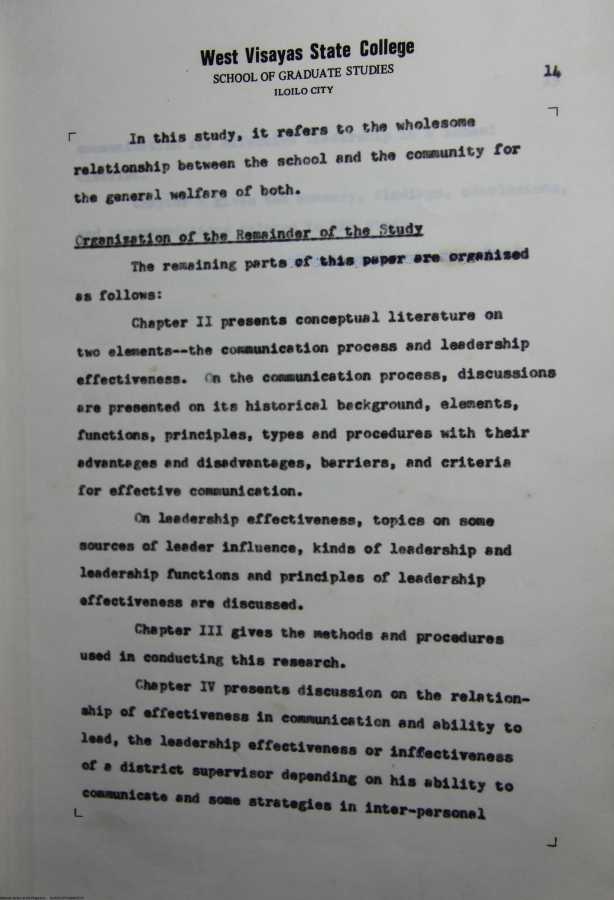 West Visayas State College
SCHOOL OF GRADUATE STUDIES
ILOILO CITY
14
In this study, it refers to the wholesome
relationship between the school and the community for
the general welfare of both.
Organization of the Remainder of the Study
The remaining parts of this paper are organized
as follows:
Chapter II presents conceptual literature on
two elements--the communication process and leadership
effectiveness. On the communication process, discussions
are presented on its historical background, elements,
functions, principles, types and procedures with their
advantages and disadvantages, barriers, and criteria
for effective communication.
On leadership effectiveness, topics on some
sources of leader influence, kinds of leadership and
leadership functions and principles of leadership
effectiveness are discussed.
Chapter III gives the methods and procedures
used in conducting this research.
Chapter IV presents discussion on the relation-
ship of effectiveness in communication and ability to
lead, the leadership effectiveness or inffectiveness
of a district supervisor depending on his ability to
communicate and some strategies in inter-personal